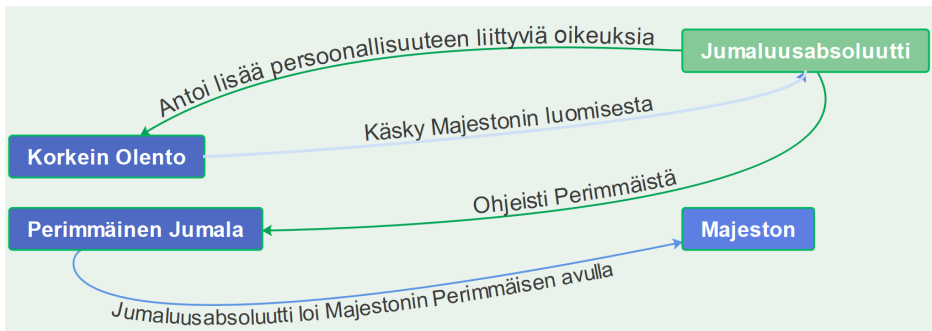 Antoi lisää persoonallisuuteen liittyviä oikeuksia
Jumaluusabsoluutti
Käsky Majestonin luomisesta
Korkein Olento
Ohjeisti Perimmäistä
Perimmäinen Jumala
Majeston
Jumaluusabsoluutti loi Majestonin Perimmäisen avulla